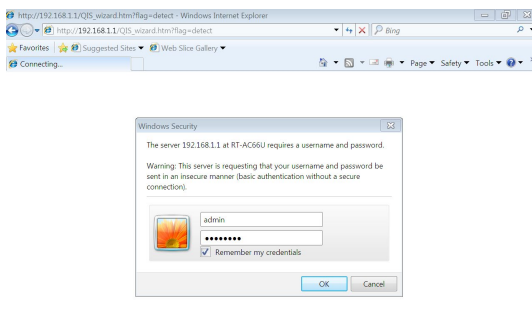 http://192.168.1.1/QIS_wizard.htm?flag=detect - Windows Internet Explorer
http://192.168.1.1/QIS_wizard.htm?flag=detect Bing
Favorites Suggested Sites Web Slice Gallery
Connecting... Page Safety Tools
Windows Security
The server 192.168.1.1 at RT-AC66U requires a username and password.
Warning: This server is requesting that your username and password be
sent in an insecure manner (basic authentication without a secure
connection).
admin
••••••••
Remember my credentials
OK Cancel